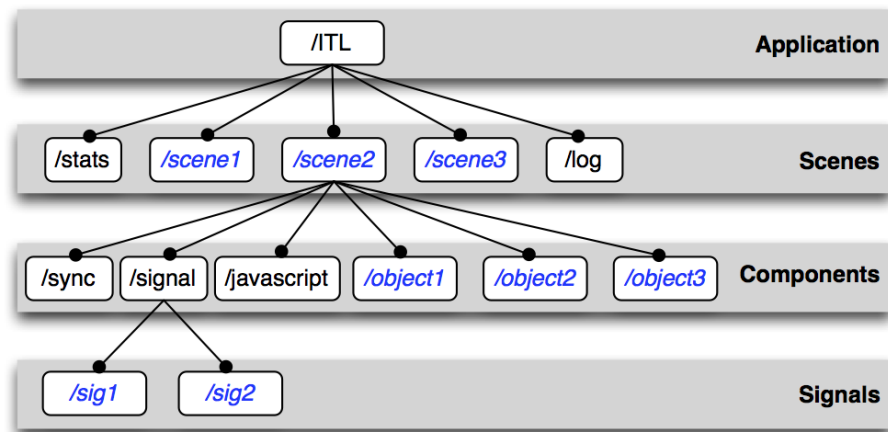 /ITL
Application
/stats
/scene1
/scene2
/scene3
/log
Scenes
/sync
/signal
/javascript
/object1
/object2
/object3
Components
/sig1
/sig2
Signals